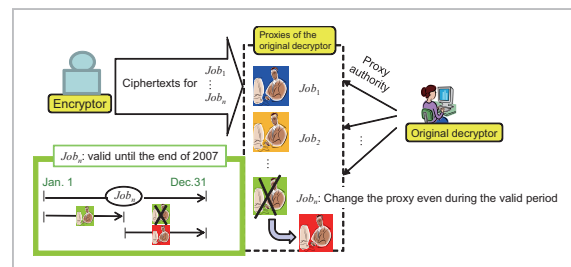 Proxies of the
original decryptor
Encryptor
Ciphertexts for
Job1
⋮
Jobn
Job1
Job2
⋮
Proxy
authority
Original decryptor
⋮
Jobn: valid until the end of 2007
Jan. 1
Dec.31
Jobn
Jobn: Change the proxy even during the valid period